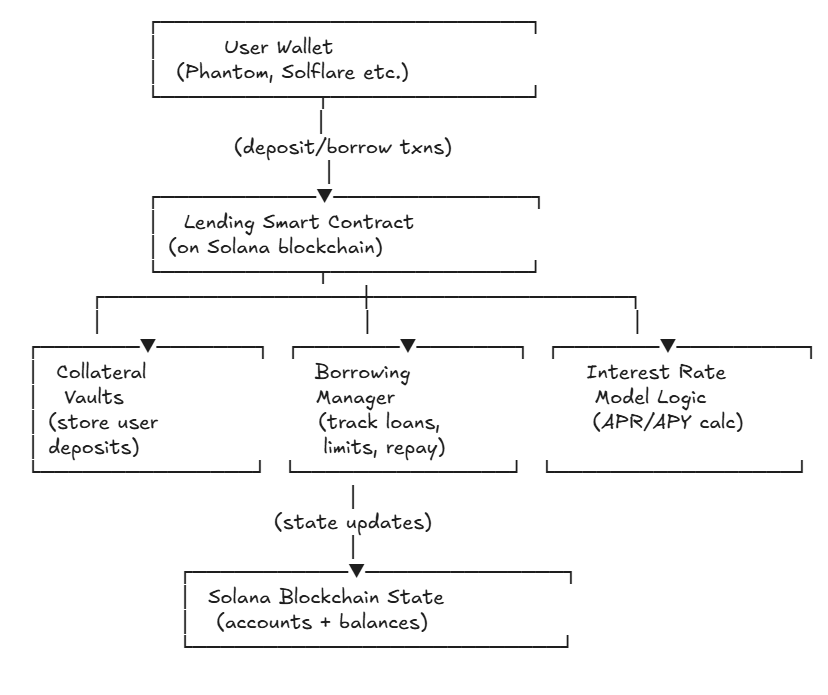 User Wallet
(Phantom, Solflare etc.)
(deposit/borrow txns)
Lending Smart Contract
(on Solana blockchain)
Collateral
Vaults
(store user
deposits)
Borrowing
Manager
(track loans,
limits, repay)
Interest Rate
Model Logic
(APR/APY calc)
(state updates)
Solana Blockchain State
(accounts + balances)